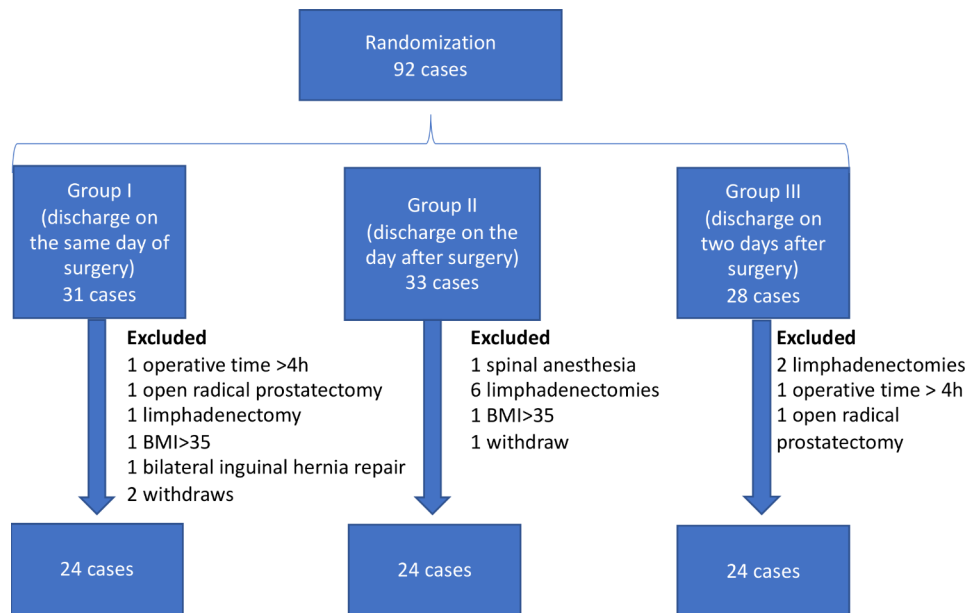 Randomization
92 cases
Group I
(discharge on
the same day of
surgery)
31 cases
Group II
(discharge on the
day after surgery)
33 cases
Group III
(discharge on
two days after
surgery)
28 cases
Excluded
1 operative time >4h
1 open radical prostatectomy
1 limphadenectomy
1 BMI>35
1 bilateral inguinal hernia repair
2 withdraws
Excluded
1 spinal anesthesia
6 limphadenectomies
1 BMI>35
1 withdraw
Excluded
2 limphadenectomies
1 operative time > 4h
1 open radical
prostatectomy
24 cases
24 cases
24 cases